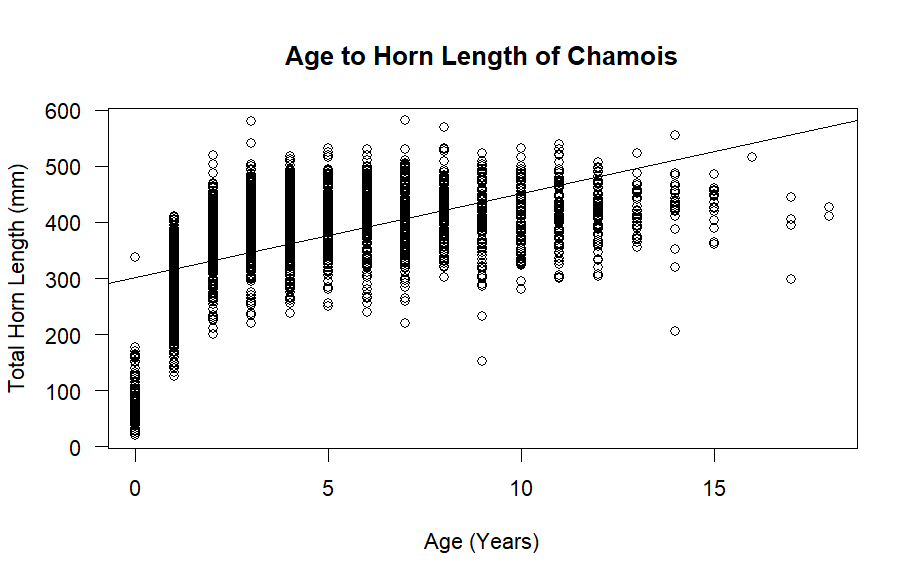 Age to Horn Length of Chamois
Total Horn Length (mm)
600
500
400
300
200
100
0
0 5 10 15
Age (Years)